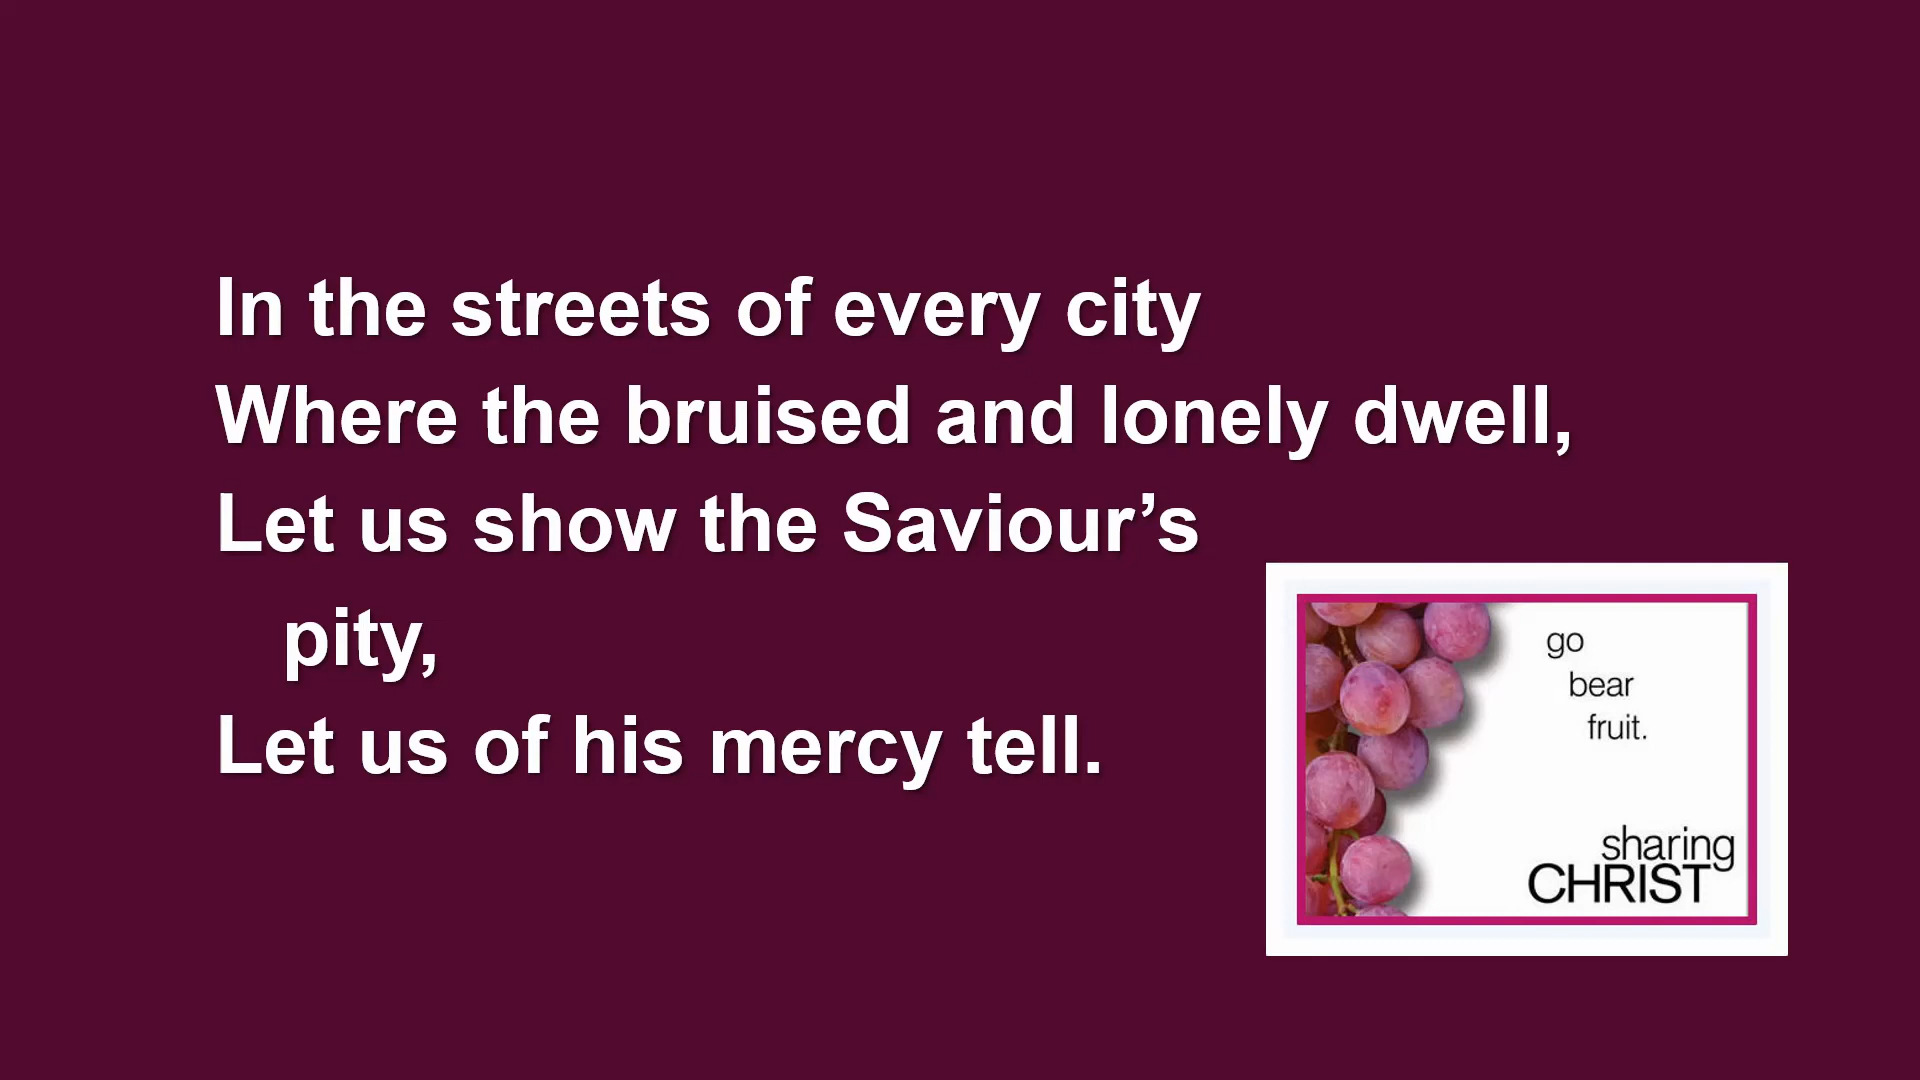 In the streets of every city
Where the bruised and lonely dwell,
Let us show the Saviour’s
pity,
Let us of his mercy tell.
go
bear
fruit.
sharing
CHRIST